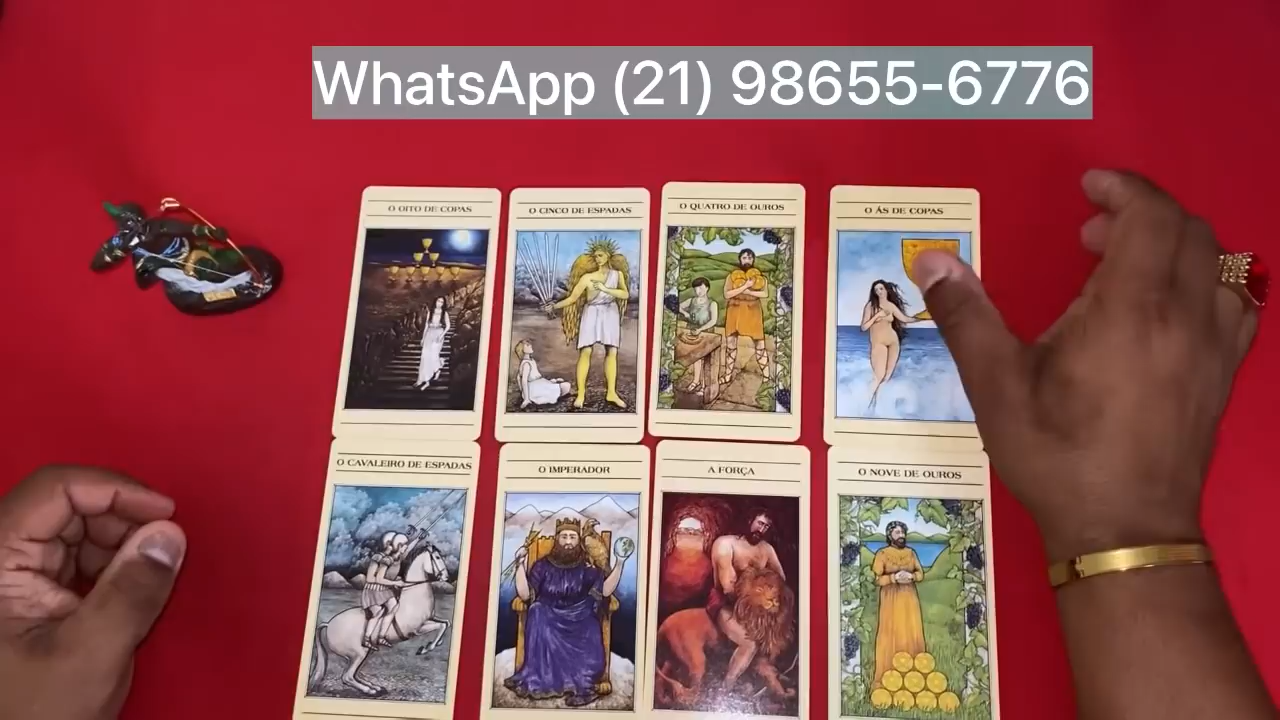 WhatsApp (21) 98655-6776
O OITO DE COPAS
O CINCO DE ESPADAS
O QUATRO DE OUROS
O ÁS DE COPAS
O CAVALEIRO DE ESPADAS
O IMPERADOR
A FORÇA
O NOVE DE OUROS